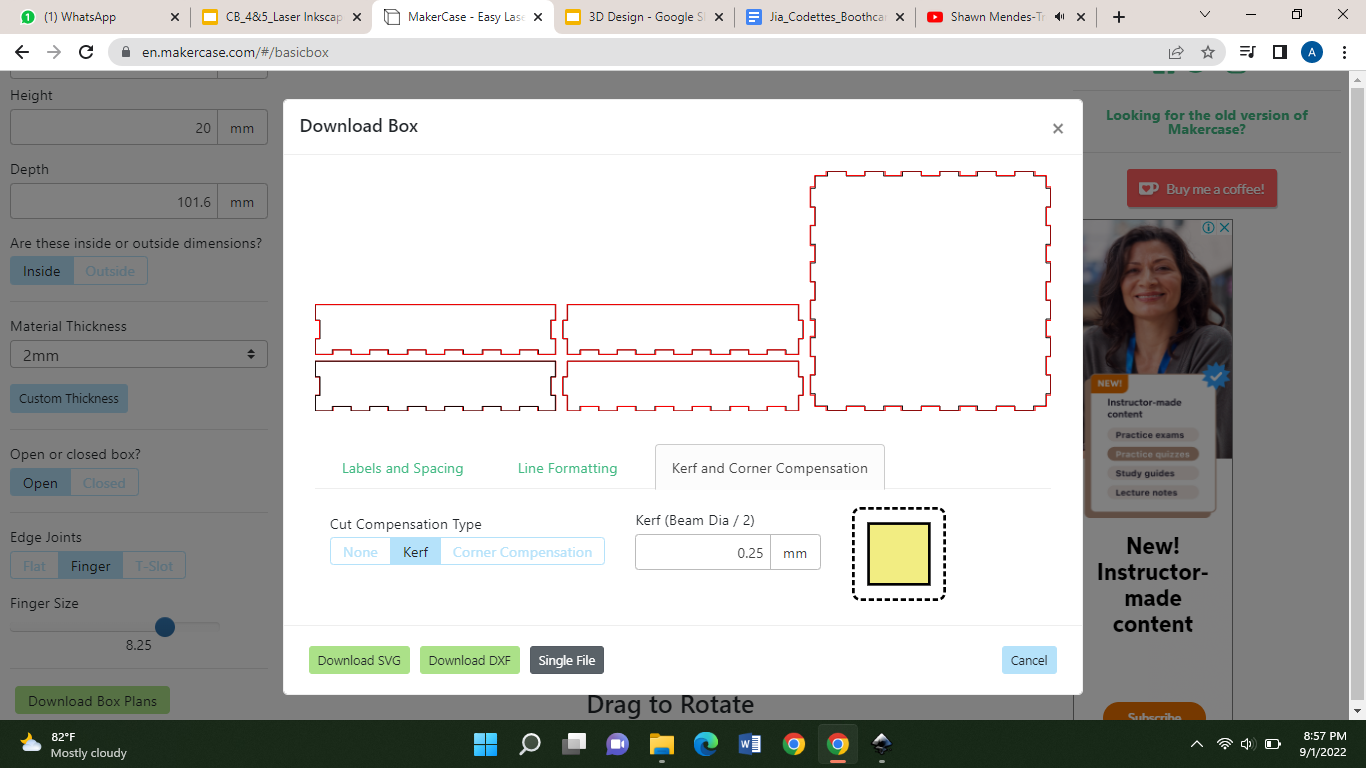 (1) WhatsApp
CB_4&5_Laser Inkscap
MakerCase - Easy Lase
3D Design - Google Sl
Jia_Codettes_Boothcar
Shawn Mendes-Tr
en.makercase.com/#/basicbox
A
Height
20 mm
Depth
101.6 mm
Are these inside or outside dimensions?
Inside Outside
Material Thickness
2mm
Custom Thickness
Open or closed box?
Open Closed
Edge Joints
Flat Finger T-Slot
Finger Size
8.25
Download Box Plans
Download Box
×
Labels and Spacing
Line Formatting
Kerf and Corner Compensation
Cut Compensation Type
None Kerf Corner Compensation
Kerf (Beam Dia / 2)
0.25 mm
Download SVG
Download DXF
Single File
Cancel
Drag to Rotate
Looking for the old version of
Makercase?
Buy me a coffee!
NEW!
Instructor-made
content
Practice exams
Practice quizzes
Study guides
Lecture notes
New!
Instructor-
made
content
Subscribe
82°F
Mostly cloudy
8:57 PM
9/1/2022